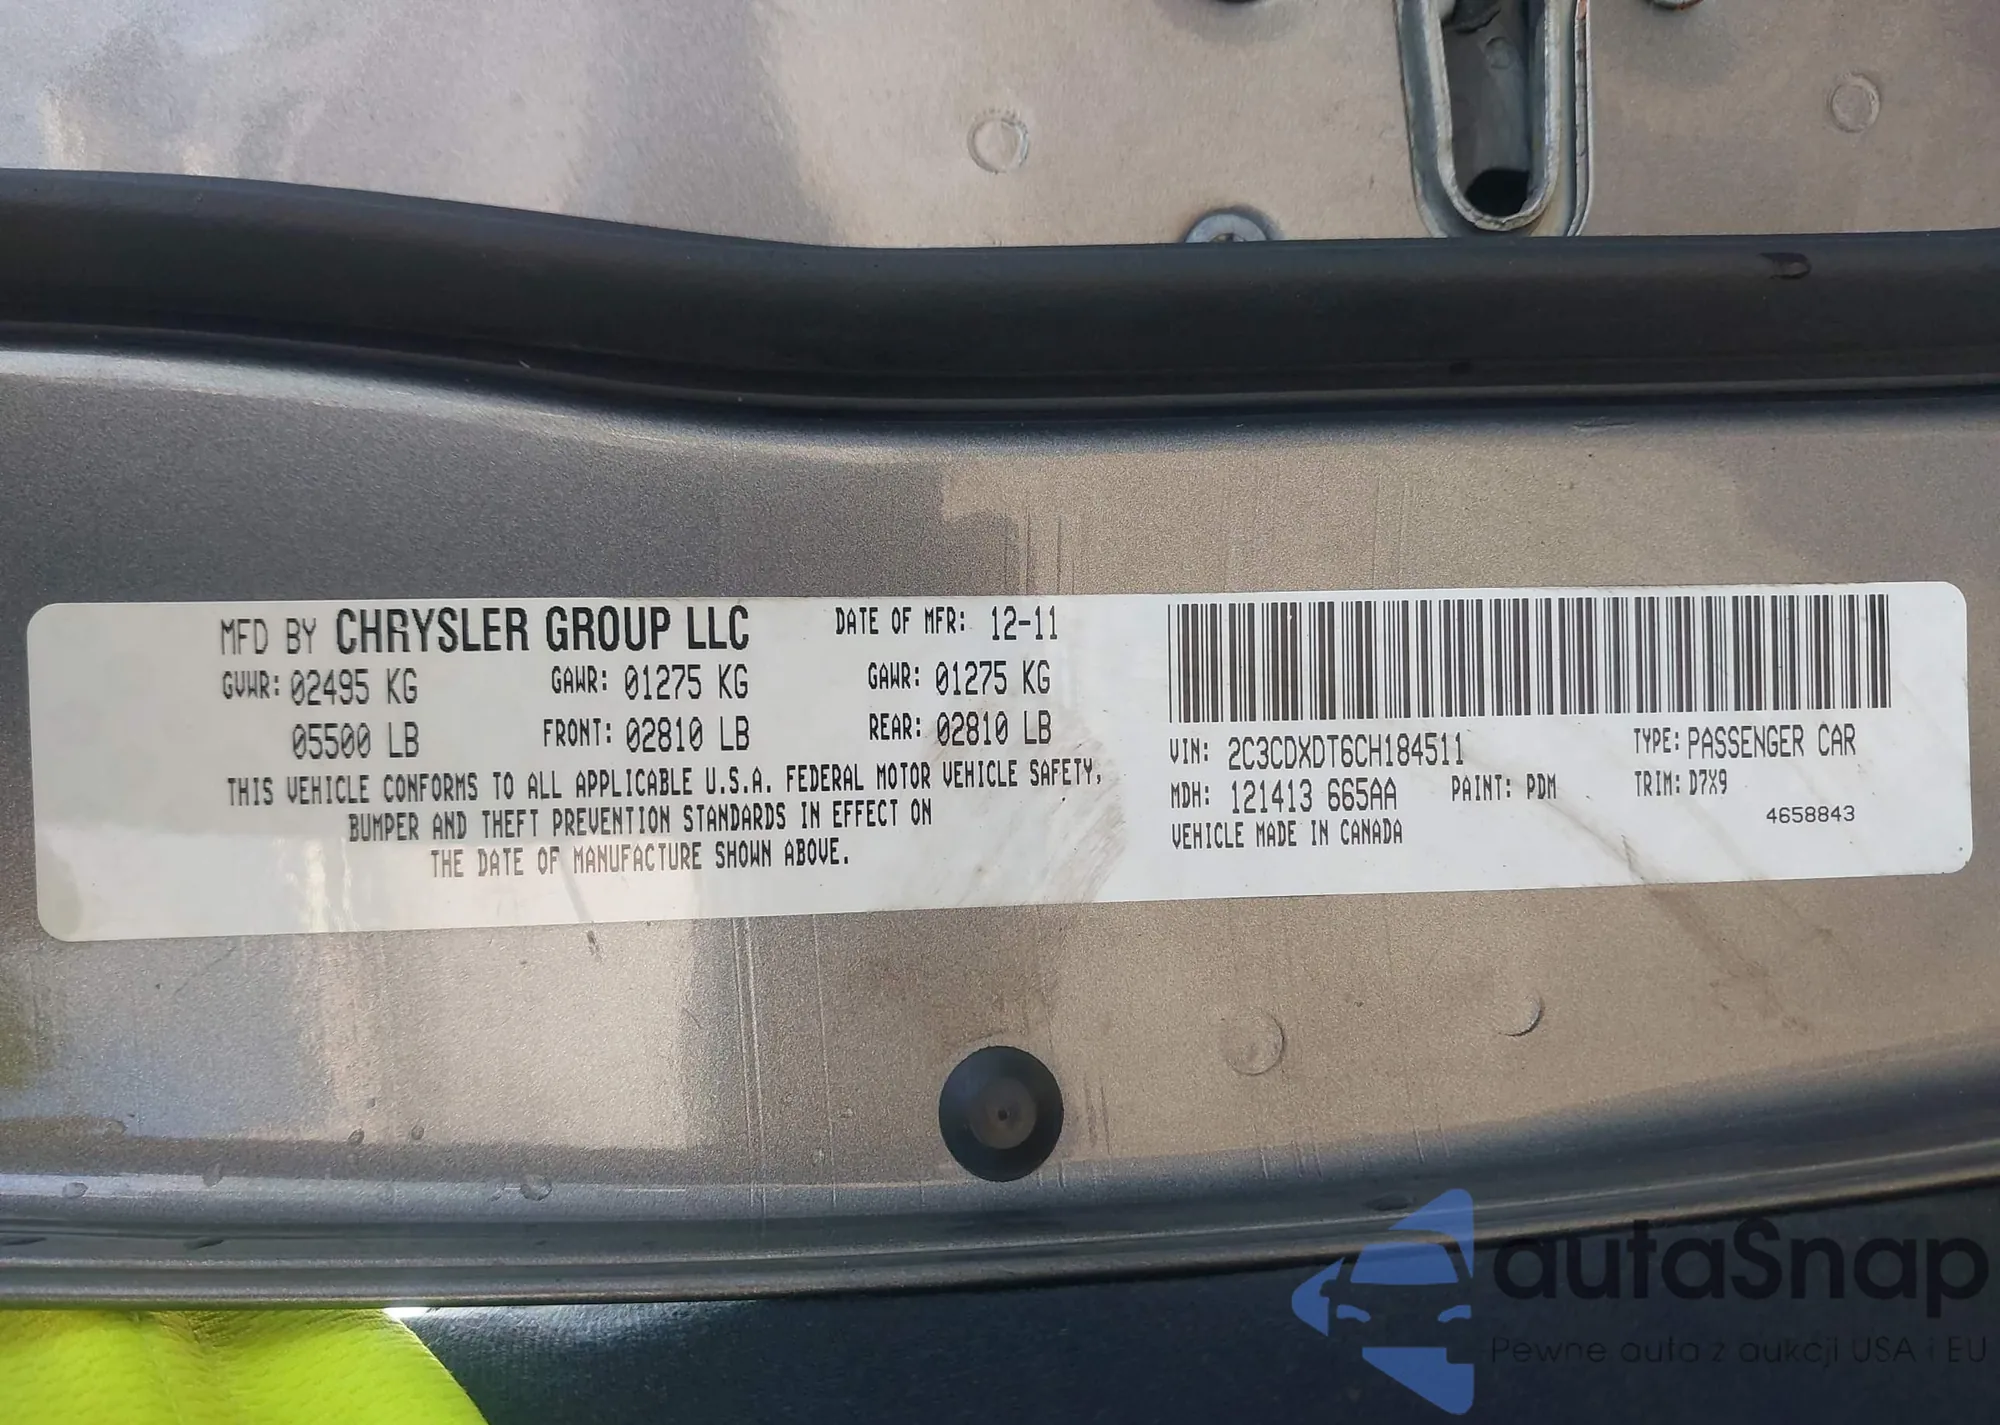 MFD BY CHRYSLER GROUP LLC DATE OF MFR: 12-11
GVWR: 02495 KG GAWR: 01275 KG GAWR: 01275 KG
05500 LB FRONT: 02810 LB REAR: 02810 LB
THIS VEHICLE CONFORMS TO ALL APPLICABLE U.S.A. FEDERAL MOTOR VEHICLE SAFETY,
BUMPER AND THEFT PREVENTION STANDARDS IN EFFECT ON
THE DATE OF MANUFACTURE SHOWN ABOVE.
VIN: 2C3CDXDT6CH184511 TYPE: PASSENGER CAR
MDH: 121413 665AA PAINT: PDM TRIM: D7X9
VEHICLE MADE IN CANADA 4658843
autaSnap
Pewne auta z aukcji USA i EU